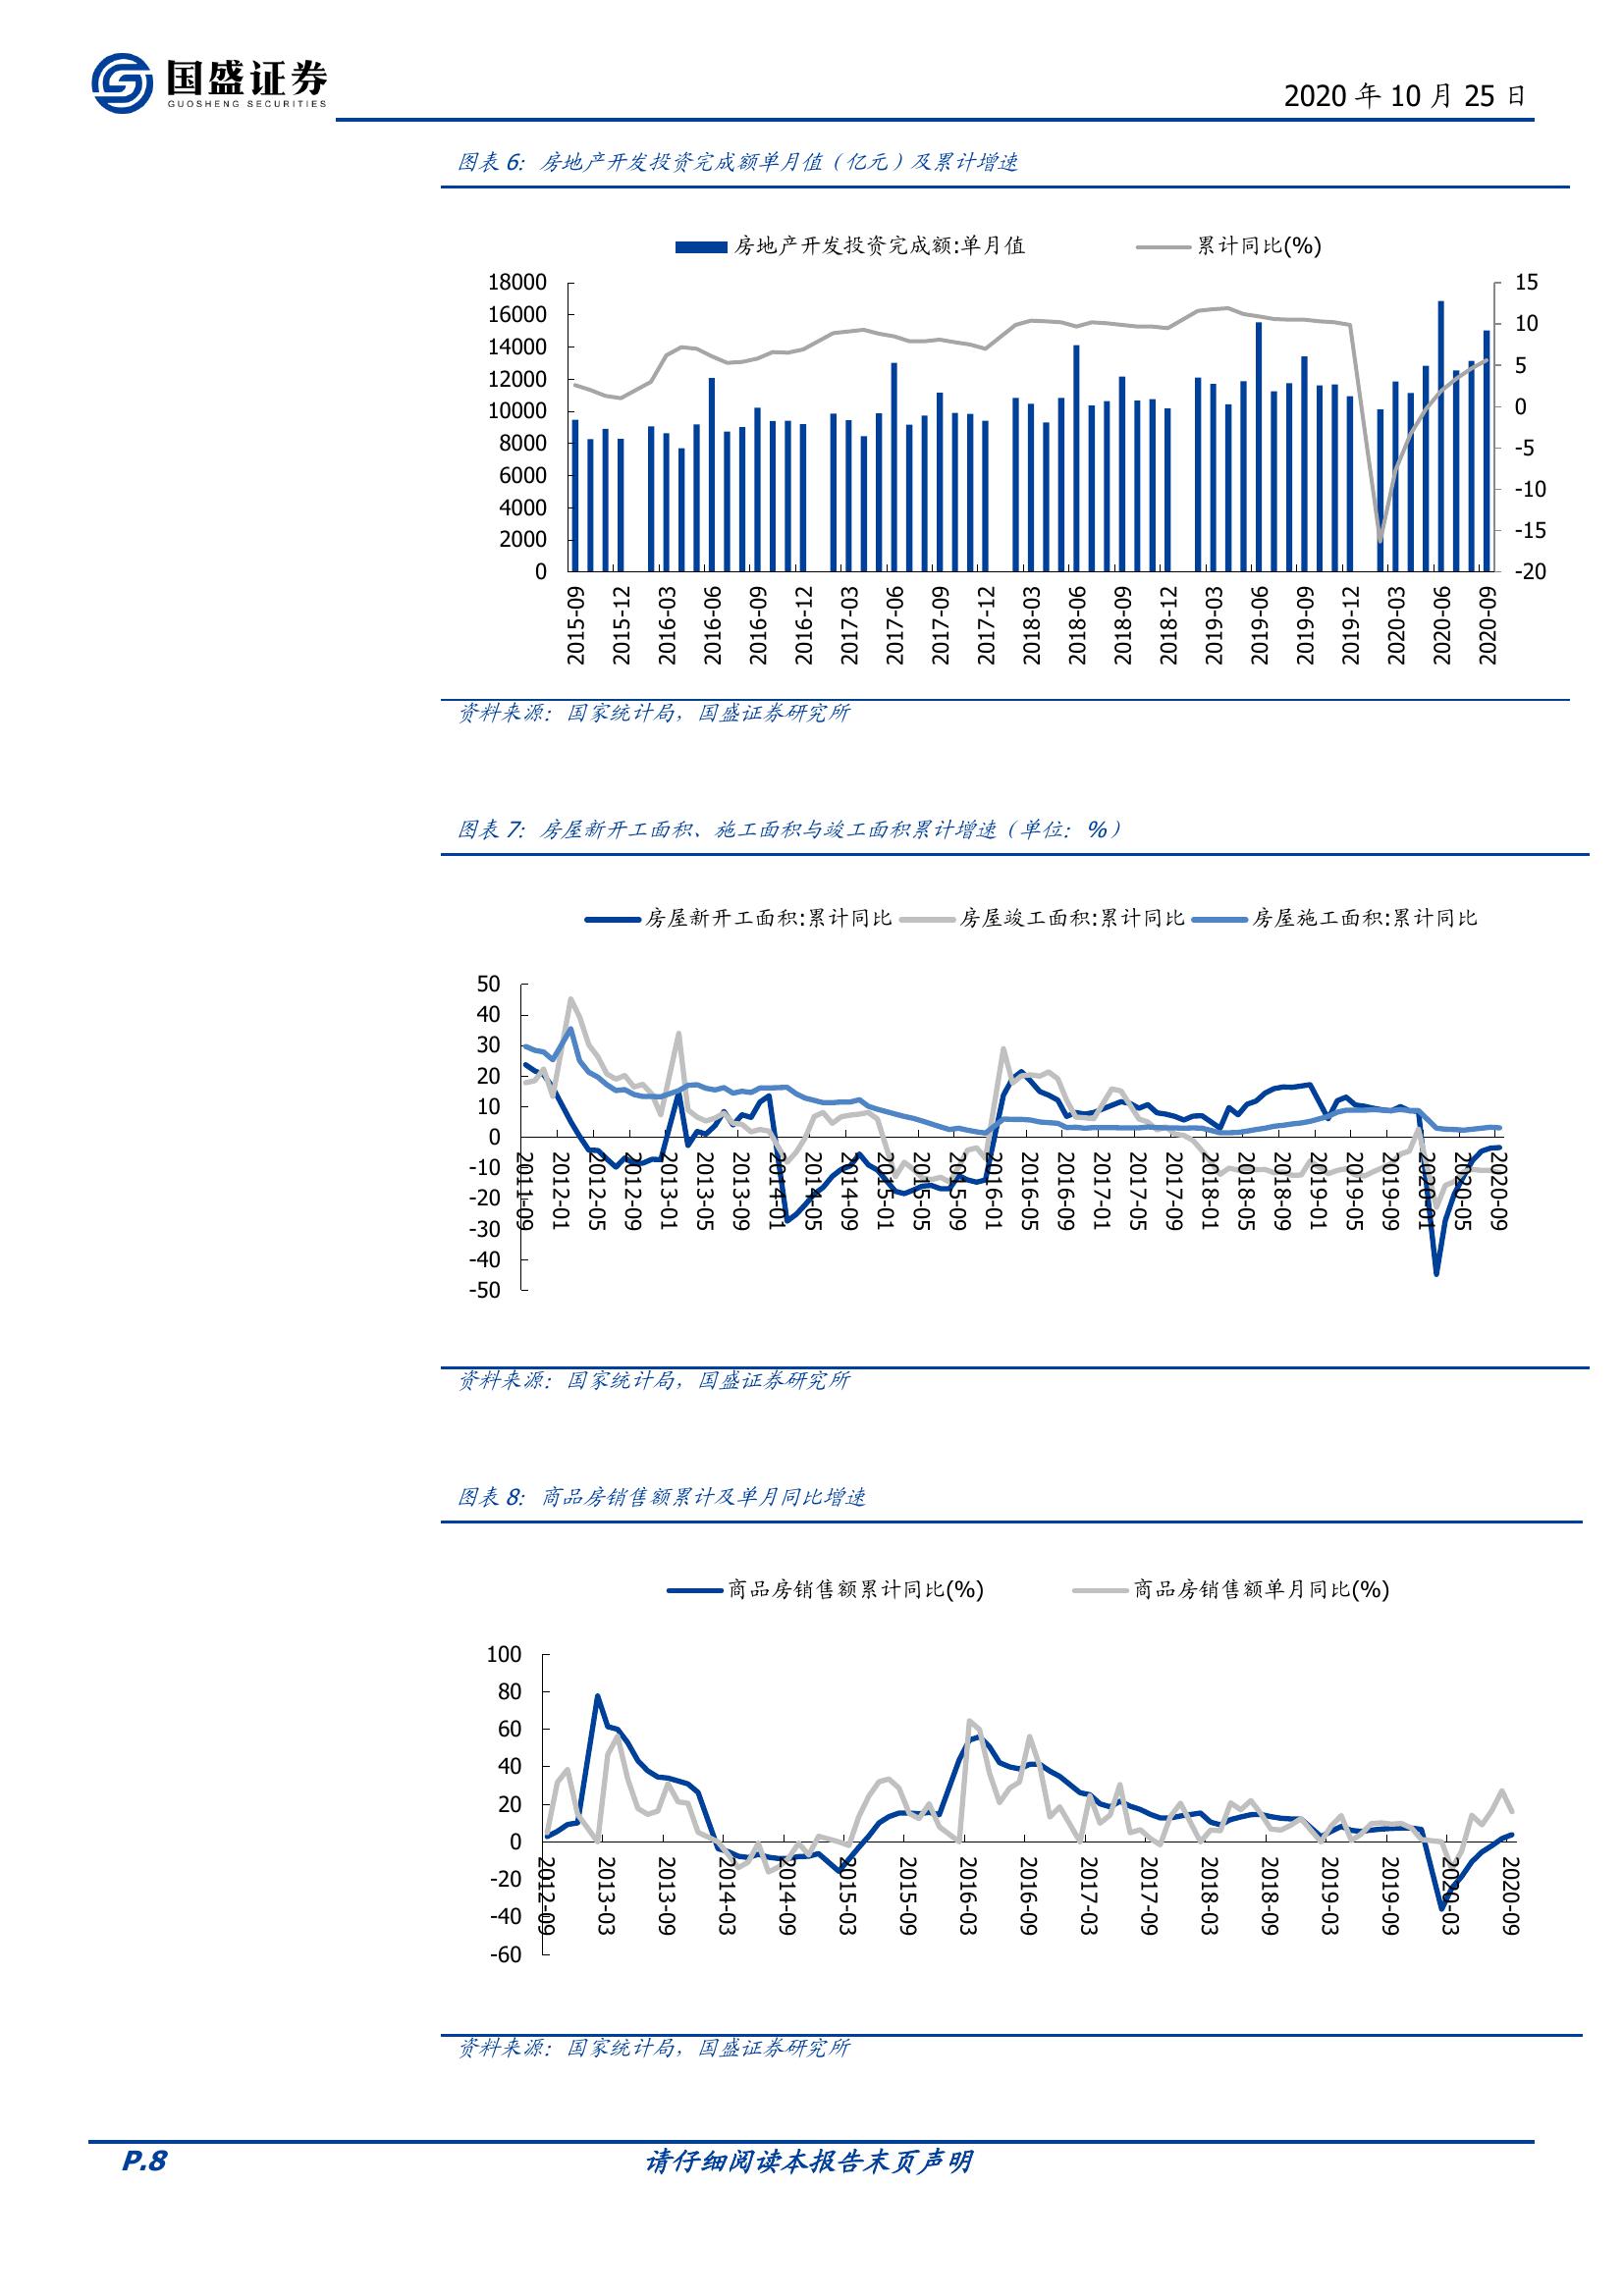 国盛证券
GUOSHENG SECURITIES
2020 年 10 月 25 日
图表 6：房地产开发投资完成额单月值（亿元）及累计增速
房地产开发投资完成额:单月值 累计同比(%)
18000 15
16000 10
14000 5
12000 0
10000 -5
8000 -10
6000 -15
4000 -20
2000
0
2015-09 2015-12 2016-03 2016-06 2016-09 2016-12 2017-03 2017-06 2017-09 2017-12 2018-03 2018-06 2018-09 2018-12 2019-03 2019-06 2019-09 2019-12 2020-03 2020-06 2020-09
资料来源：国家统计局，国盛证券研究所
图表 7：房屋新开工面积、施工面积与竣工面积累计增速（单位：%）
房屋新开工面积:累计同比 房屋竣工面积:累计同比 房屋施工面积:累计同比
50
40
30
20
10
0
-10
-20
-30
-40
-50
2011-09 2012-01 2012-05 2012-09 2013-01 2013-05 2013-09 2014-01 2014-05 2014-09 2015-01 2015-05 2015-09 2016-01 2016-05 2016-09 2017-01 2017-05 2017-09 2018-01 2018-05 2018-09 2019-01 2019-05 2019-09 2020-01 2020-05 2020-09
资料来源：国家统计局，国盛证券研究所
图表 8：商品房销售额累计及单月同比增速
商品房销售额累计同比(%) 商品房销售额单月同比(%)
100
80
60
40
20
0
-20
-40
-60
2012-09 2013-03 2013-09 2014-03 2014-09 2015-03 2015-09 2016-03 2016-09 2017-03 2017-09 2018-03 2018-09 2019-03 2019-09 2020-03 2020-09
资料来源：国家统计局，国盛证券研究所
P.8 请仔细阅读本报告末页声明